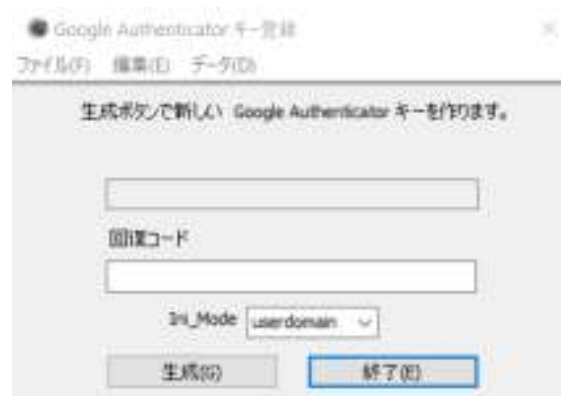 Google Authenticator キー登録
ファイル(F) 編集(E) データ(D)
生成ボタンで新しい Google Authenticator キーを作ります。
回復コード
Ini_Mode userdomain
生成(G) 終了(E)